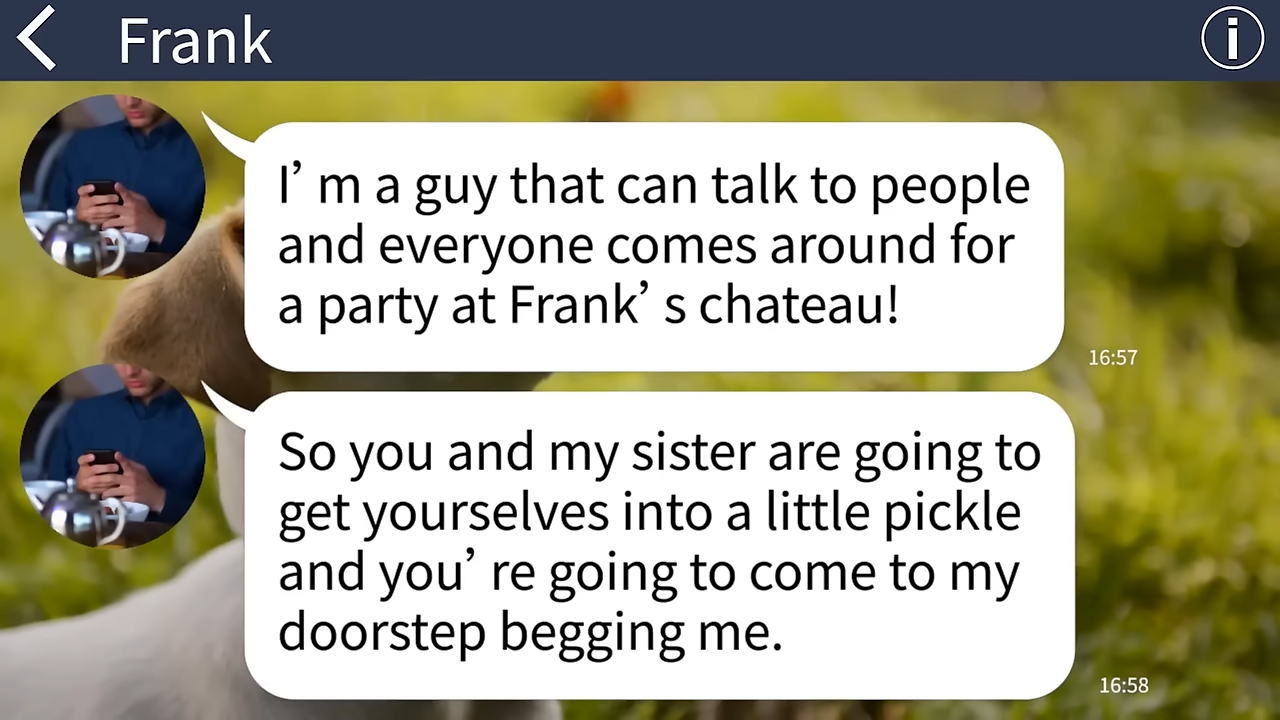 Frank
I’ m a guy that can talk to people
and everyone comes around for
a party at Frank’ s chateau!
16:57
So you and my sister are going to
get yourselves into a little pickle
and you’ re going to come to my
doorstep begging me.
16:58